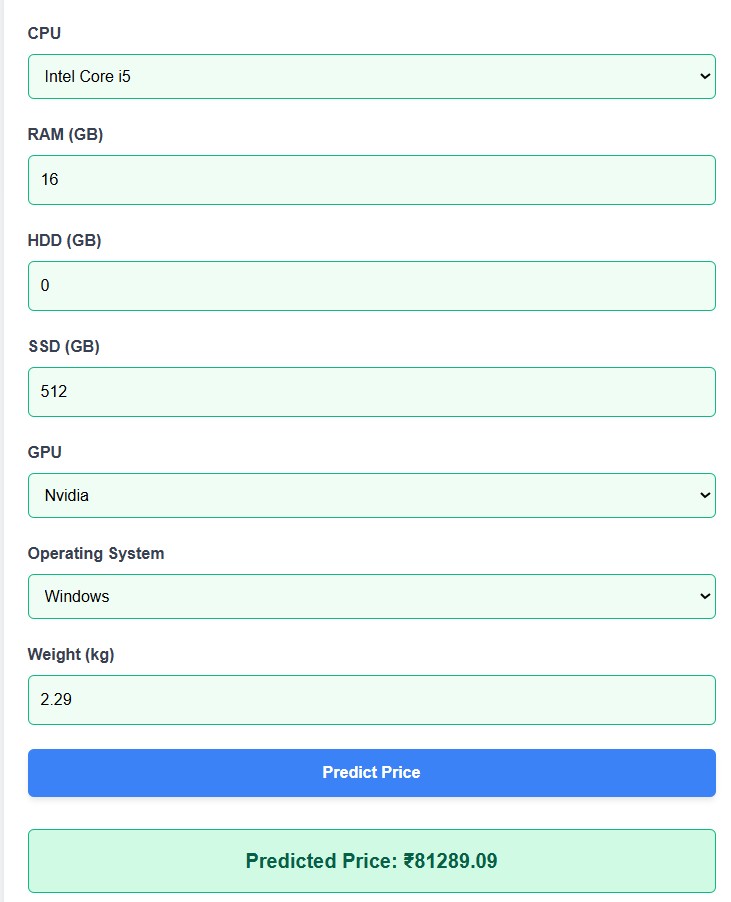 CPU
Intel Core i5
RAM (GB)
16
HDD (GB)
0
SSD (GB)
512
GPU
Nvidia
Operating System
Windows
Weight (kg)
2.29
Predict Price
Predicted Price: ₹81289.09